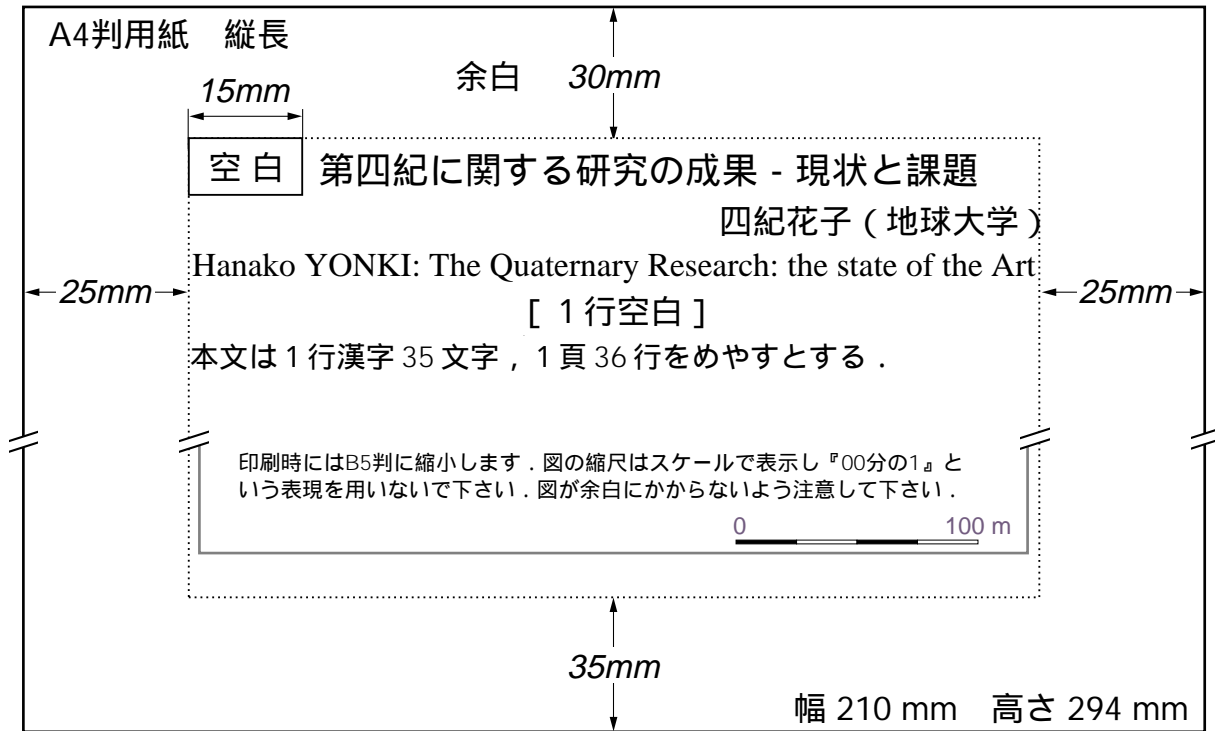 A4判用紙　縦長
余白　30mm
15mm
空白
第四紀に関する研究の成果 - 現状と課題
四紀花子（地球大学）
Hanako YONKI: The Quaternary Research: the state of the Art
25mm
25mm
［１行空白］
本文は１行漢字 35 文字，１頁 36 行をめやすとする．
印刷時にはB5判に縮小します．図の縮尺はスケールで表示し『00分の1』と
いう表現を用いないで下さい．図が余白にかからないよう注意して下さい．
0　100 m
35mm
幅 210 mm　高さ 294 mm